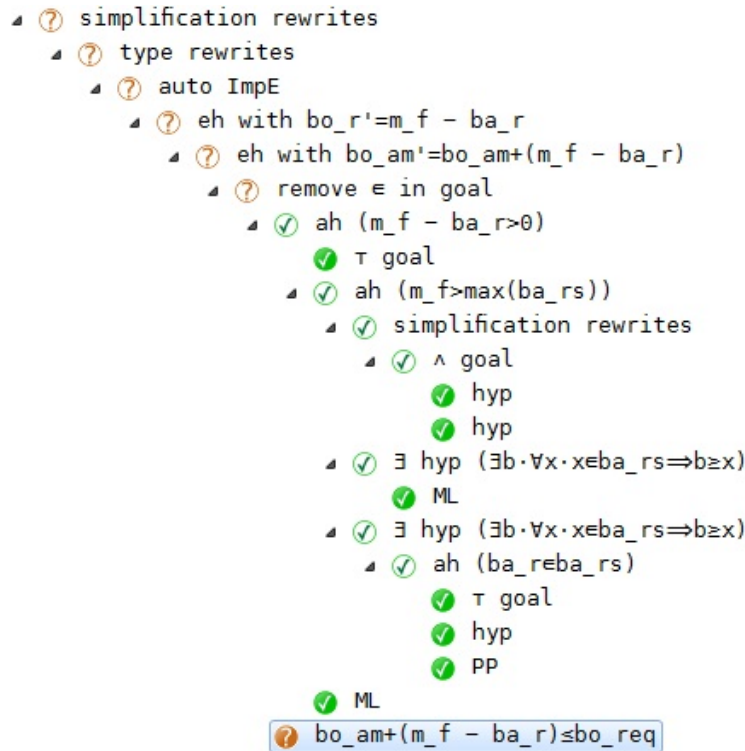 simplification rewrites
type rewrites
auto ImpE
eh with bo_r'=m_f − ba_r
eh with bo_am'=bo_am+(m_f − ba_r)
remove ∈ in goal
ah (m_f − ba_r>0)
⊤ goal
ah (m_f>max(ba_rs))
simplification rewrites
∧ goal
hyp
hyp
∃ hyp (∃b·∀x·x∈ba_rs⇒b≥x)
ML
∃ hyp (∃b·∀x·x∈ba_rs⇒b≥x)
ah (ba_r∈ba_rs)
⊤ goal
hyp
PP
ML
bo_am+(m_f − ba_r)≤bo_req